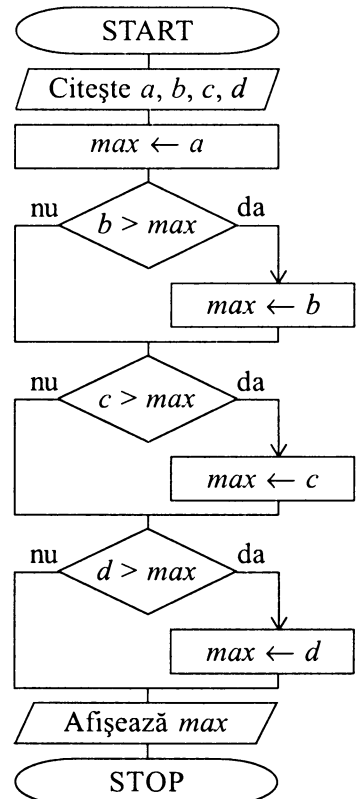 START
Citeşte a, b, c, d
max ← a
nu da
b > max
max ← b
nu da
c > max
max ← c
nu da
d > max
max ← d
Afişează max
STOP